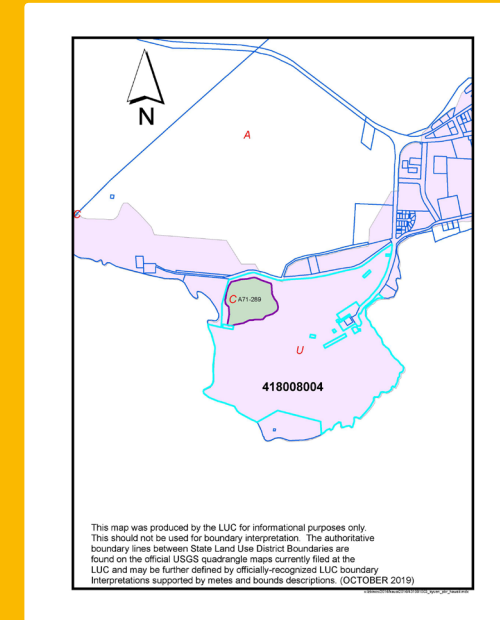 N
A
C
C A71-289
U
418008004
This map was produced by the LUC for informational purposes only.
This should not be used for boundary interpretation. The authoritative
boundary lines between State Land Use District Boundaries are
found on the official USGS quadrangle maps currently filed at the
LUC and may be further defined by officially-recognized LUC boundary
Interpretations supported by metes and bounds descriptions. (OCTOBER 2019)